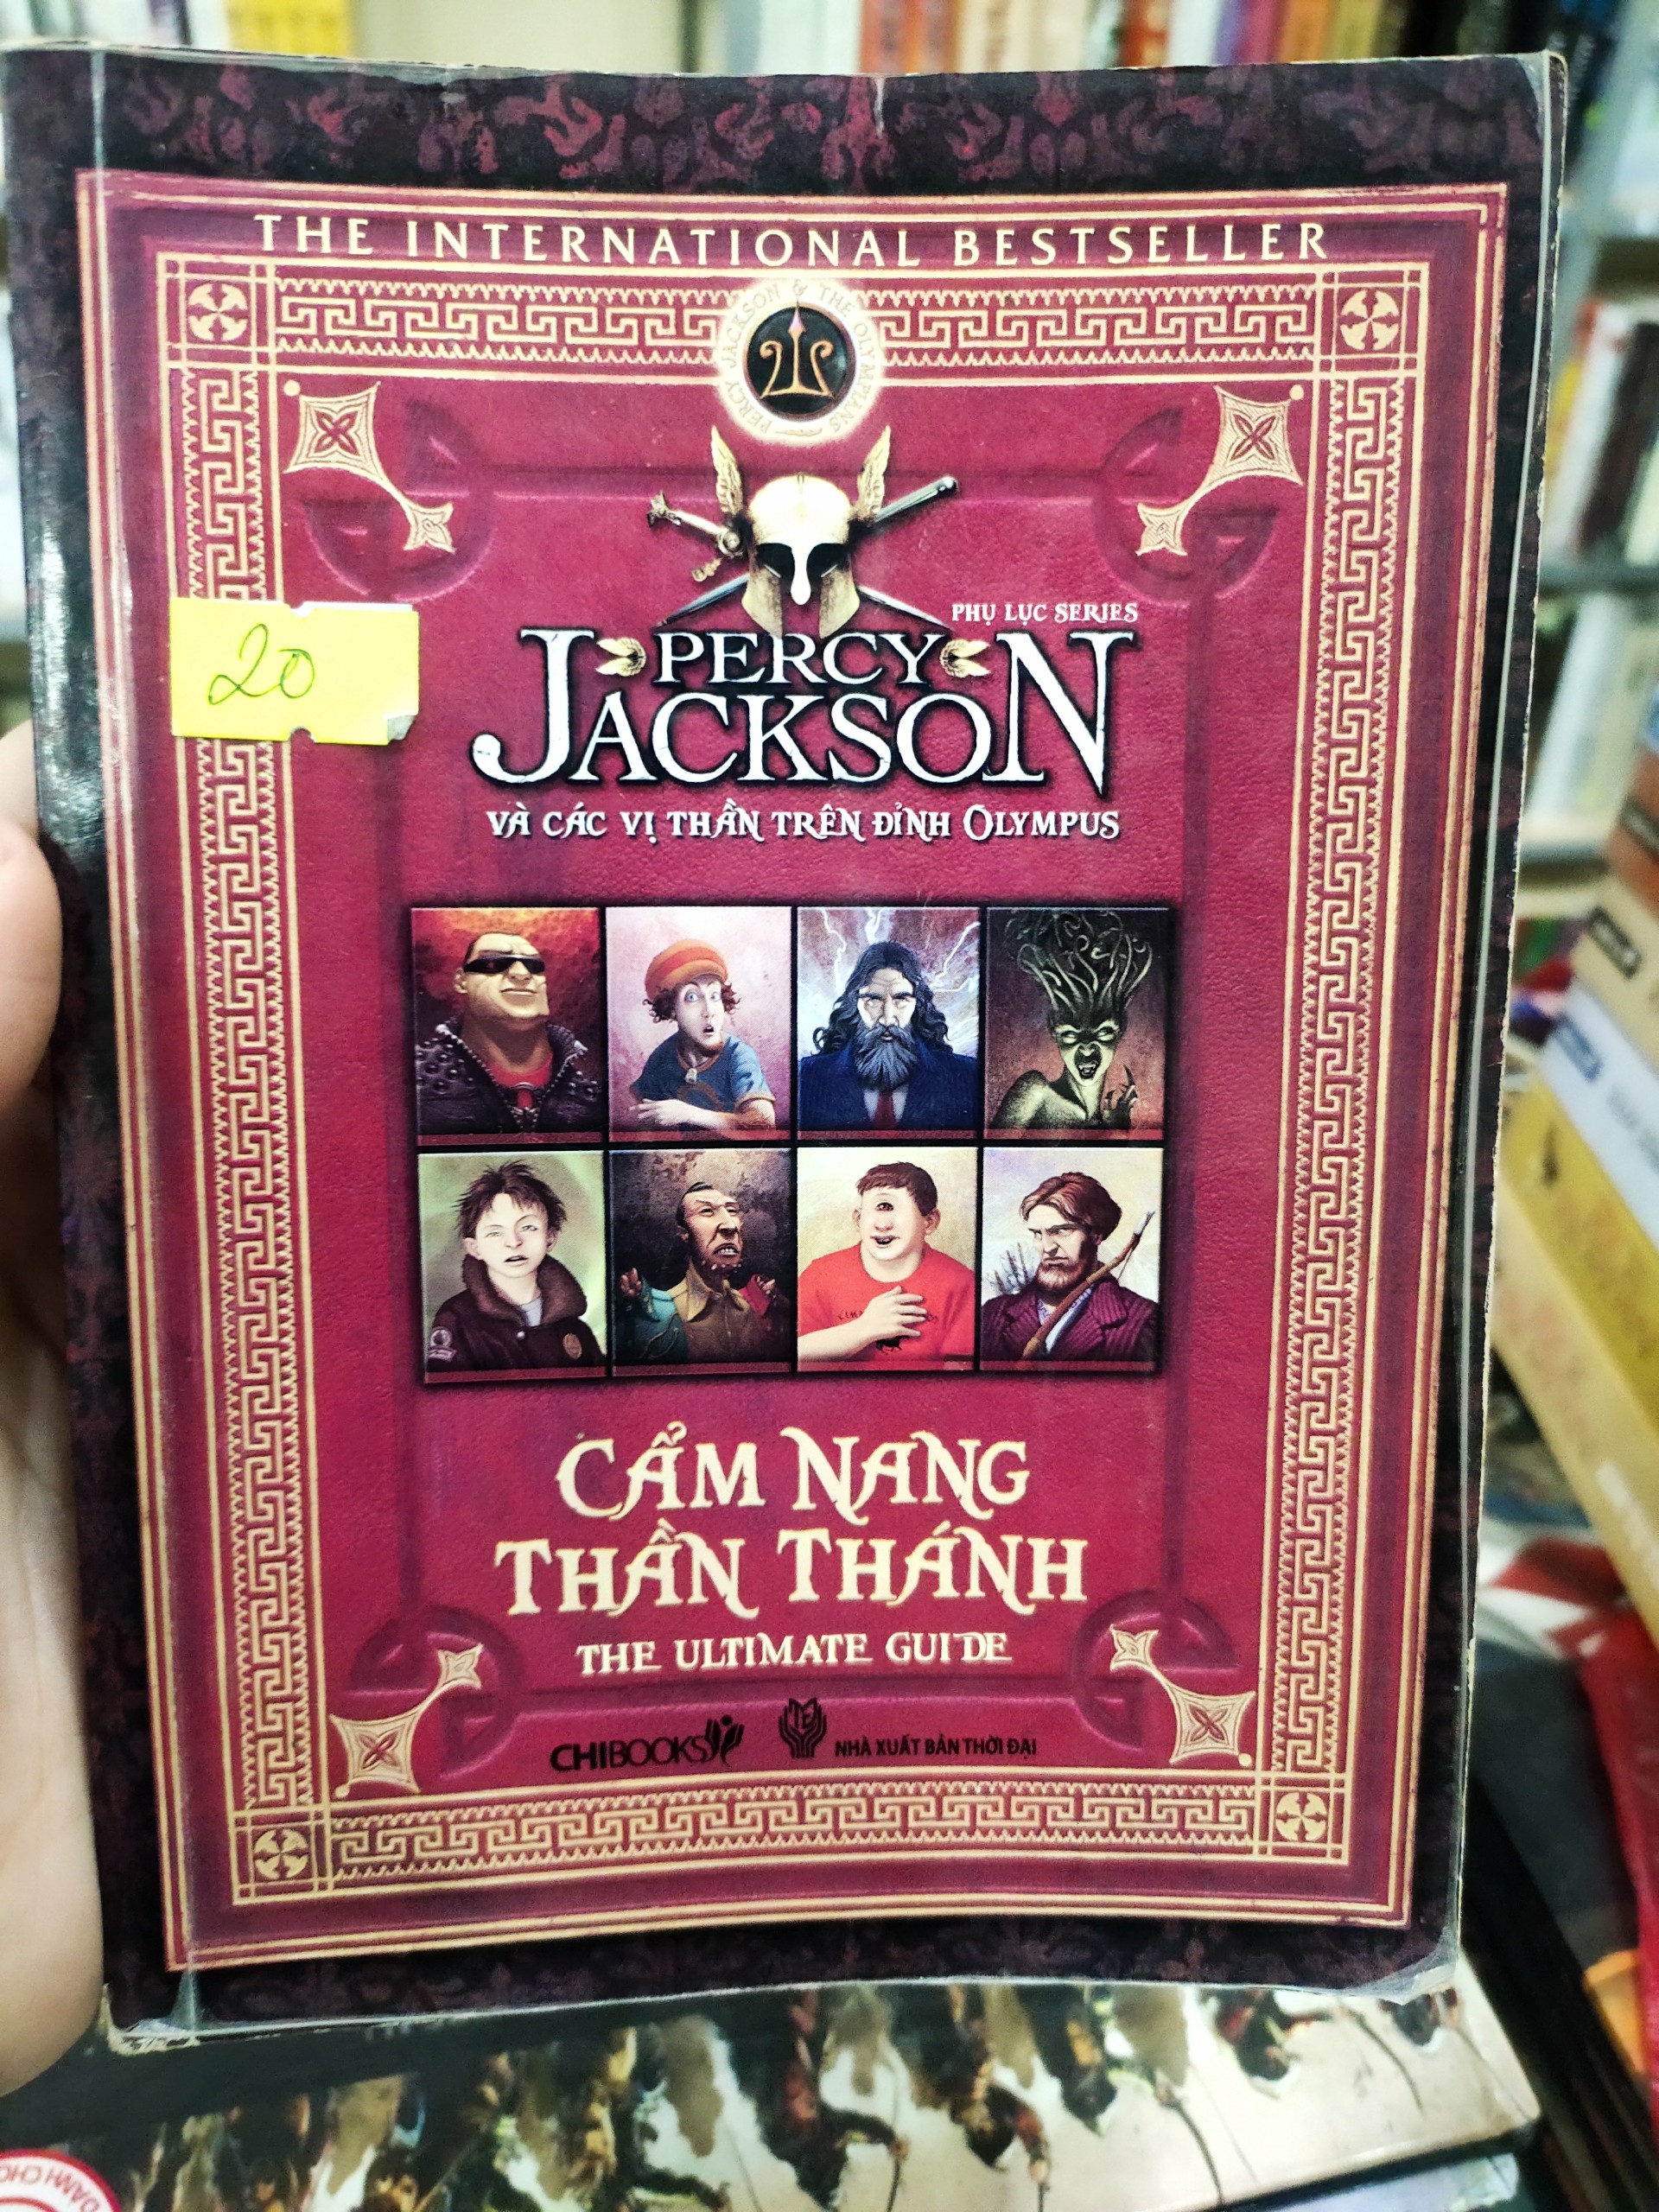 THE INTERNATIONAL BESTSELLER
PERCY JACKSON & THE OLYMPIANS
PHỤ LỤC SERIES
PERCY
JACKSON
VÀ CÁC VỊ THẦN TRÊN ĐỈNH OLYMPUS
20
CẨM NANG
THẦN THÁNH
THE ULTIMATE GUIDE
CHIBOOKS
NHÀ XUẤT BẢN THỜI ĐẠI